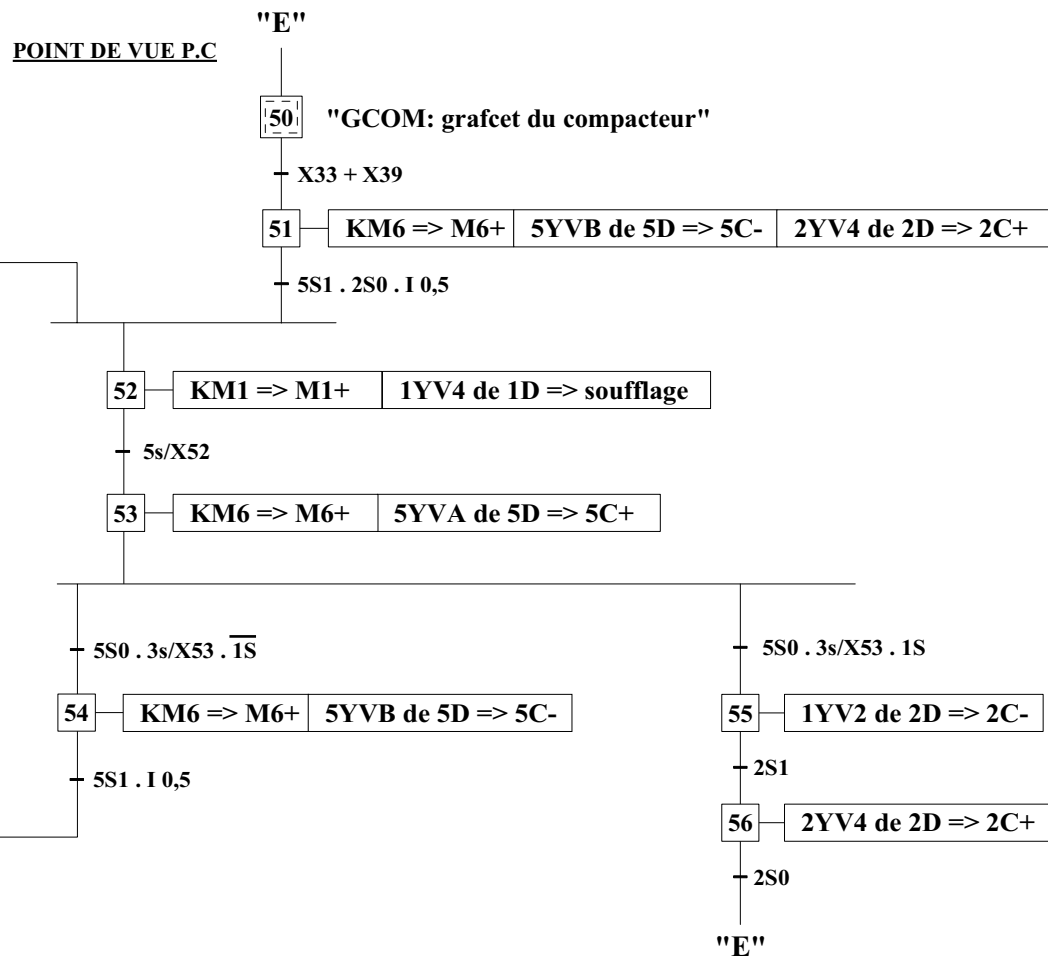 "E"
POINT DE VUE P.C
50 "GCOM: grafcet du compacteur"
X33 + X39
51 KM6 => M6+ 5YVB de 5D => 5C- 2YV4 de 2D => 2C+
5S1 . 2S0 . I 0,5
52 KM1 => M1+ 1YV4 de 1D => soufflage
5s/X52
53 KM6 => M6+ 5YVA de 5D => 5C+
5S0 . 3s/X53 . 1S̅ 5S0 . 3s/X53 . 1S
54 KM6 => M6+ 5YVB de 5D => 5C- 55 1YV2 de 2D => 2C-
5S1 . I 0,5 2S1
56 2YV4 de 2D => 2C+
2S0
"E"